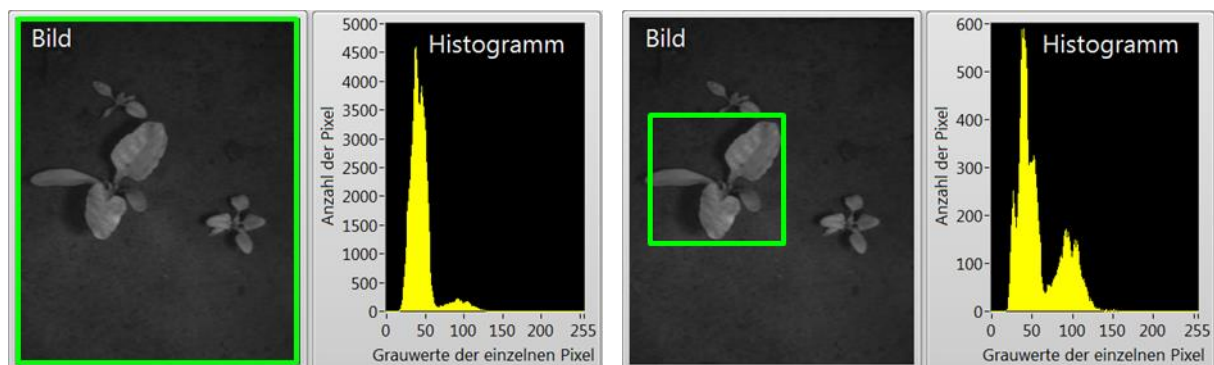 Bild
Histogramm
Anzahl der Pixel
5000
4500
4000
3500
3000
2500
2000
1500
1000
500
0
0 50 100 150 200 255
Grauwerte der einzelnen Pixel
Bild
Histogramm
Anzahl der Pixel
600
500
400
300
200
100
0
0 50 100 150 200 255
Grauwerte der einzelnen Pixel